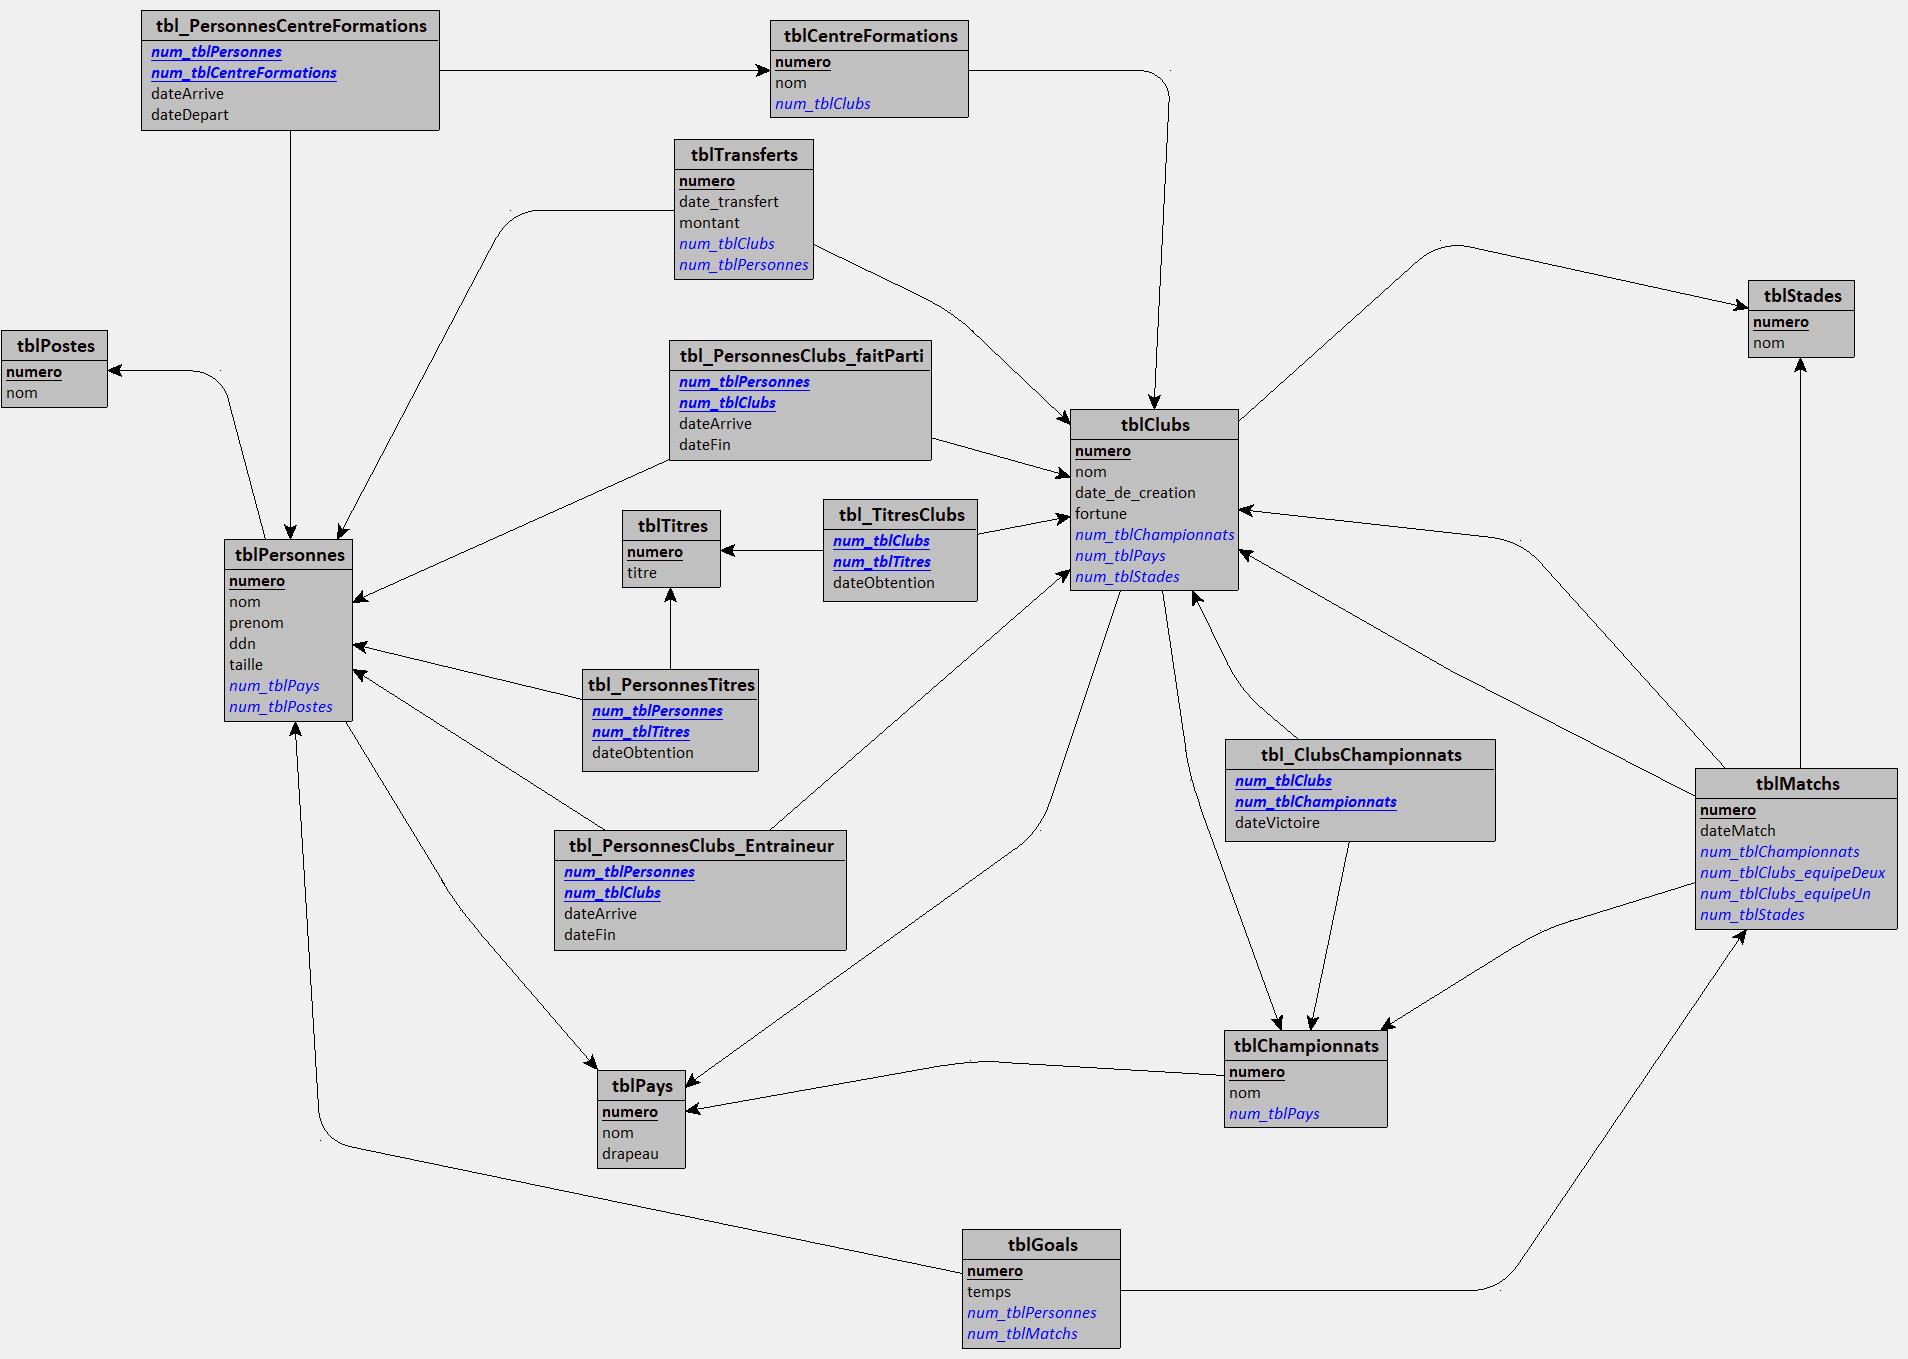 tbl_PersonnesCentreFormations
num_tblPersonnes
num_tblCentreFormations
dateArrive
dateDepart
tblCentreFormations
numero
nom
num_tblClubs
tblTransferts
numero
date_transfert
montant
num_tblClubs
num_tblPersonnes
tblStades
numero
nom
tblPostes
numero
nom
tbl_PersonnesClubs_faitParti
num_tblPersonnes
num_tblClubs
dateArrive
dateFin
tblClubs
numero
nom
date_de_creation
fortune
num_tblChampionnats
num_tblPays
num_tblStades
tblTitres
numero
titre
tbl_TitresClubs
num_tblClubs
num_tblTitres
dateObtention
tblPersonnes
numero
nom
prenom
ddn
taille
num_tblPays
num_tblPostes
tbl_PersonnesTitres
num_tblPersonnes
num_tblTitres
dateObtention
tbl_ClubsChampionnats
num_tblClubs
num_tblChampionnats
dateVictoire
tblMatchs
numero
dateMatch
num_tblChampionnats
num_tblClubs_equipeDeux
num_tblClubs_equipeUn
num_tblStades
tbl_PersonnesClubs_Entraineur
num_tblPersonnes
num_tblClubs
dateArrive
dateFin
tblChampionnats
numero
nom
num_tblPays
tblPays
numero
nom
drapeau
tblGoals
numero
temps
num_tblPersonnes
num_tblMatchs